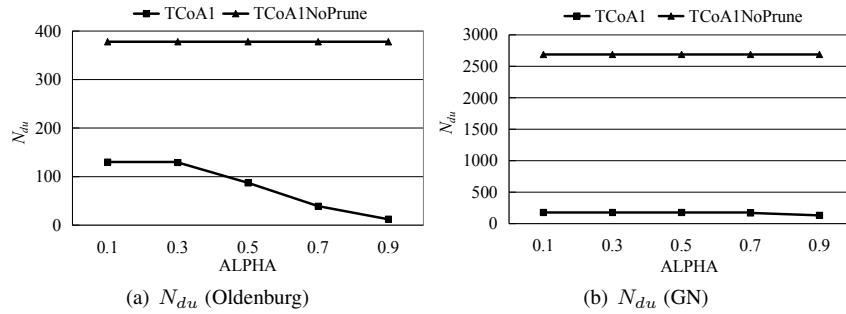 TCoA1 TCoA1NoPrune
400
300
200
100
0
N_du
0.1 0.3 0.5 0.7 0.9
ALPHA
(a) N_du (Oldenburg)
TCoA1 TCoA1NoPrune
3000
2500
2000
1500
1000
500
0
N_du
0.1 0.3 0.5 0.7 0.9
ALPHA
(b) N_du (GN)